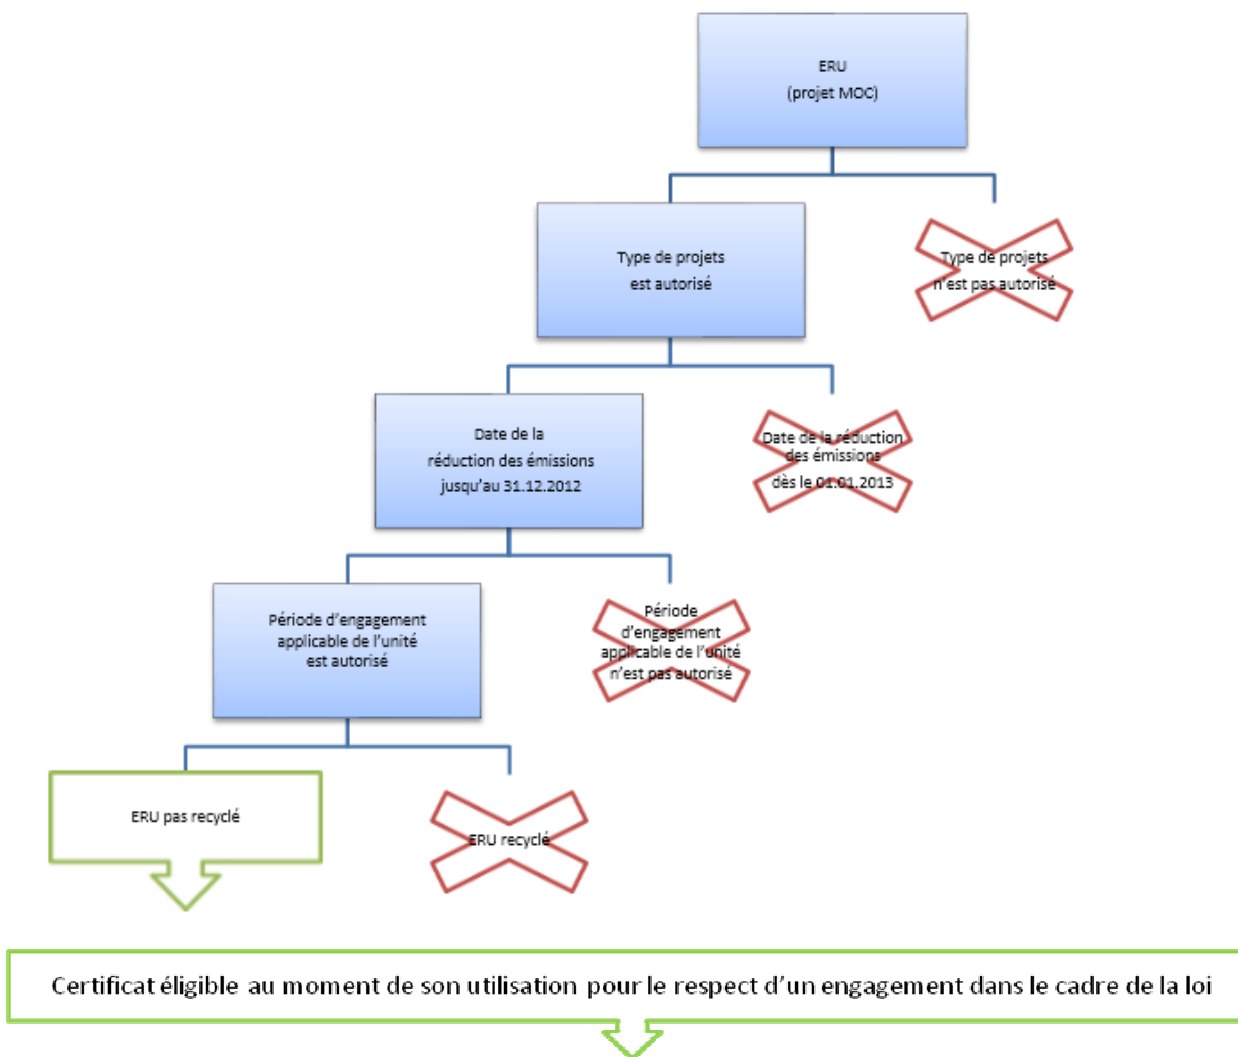 ERU
(projet MOC)
Type de projets
est autorisé
Type de projets
n'est pas autorisé
Date de la
réduction des émissions
jusqu'au 31.12.2012
Date de la réduction
des émissions
dès le 01.01.2013
Période d'engagement
applicable de l'unité
est autorisé
Période
d'engagement
applicable de l'unité
n'est pas autorisé
ERU pas recyclé
ERU recyclé
Certificat éligible au moment de son utilisation pour le respect d'un engagement dans le cadre de la loi